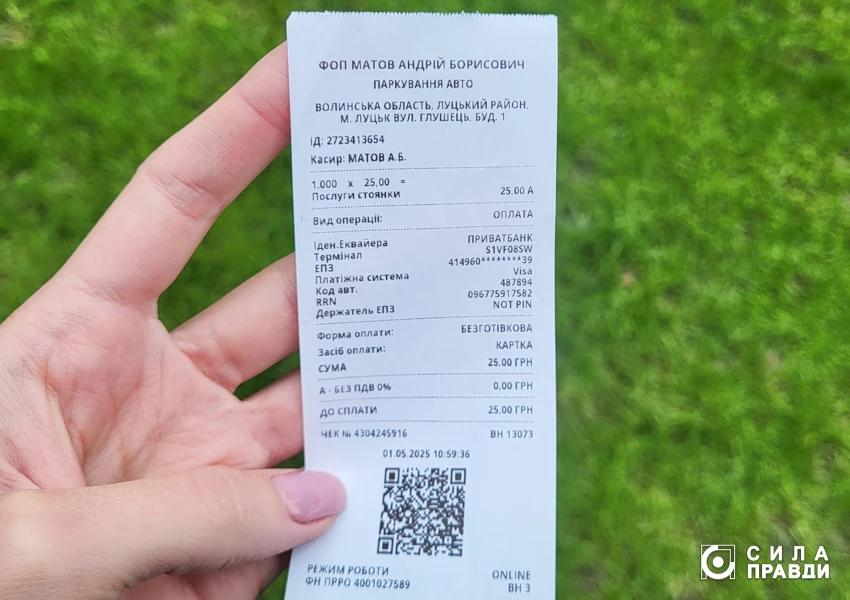 ФОП МАТОВ АНДРІЙ БОРИСОВИЧ
ПАРКУВАННЯ АВТО
ВОЛИНСЬКА ОБЛАСТЬ, ЛУЦЬКИЙ РАЙОН,
М. ЛУЦЬК ВУЛ. ГЛУШЕЦЬ, БУД. 1
ІД: 2723413654
Касир: МАТОВ А.Б.
1.000 x 25,00 =
Послуги стоянки 25,00 А
Вид операції: ОПЛАТА
Іден.Еквайера ПРИВАТБАНК
Термінал S1VF08SW
ЕПЗ 414960********39
Платіжна система Visa
Код авт. 487894
RRN 096775917582
Держатель ЕПЗ NOT PIN
Форма оплати: БЕЗГОТІВКОВА
Засіб оплати: КАРТКА
СУМА 25,00 ГРН
А - БЕЗ ПДВ 0% 0,00 ГРН
ДО СПЛАТИ 25,00 ГРН
ЧЕК № 4304245916 ВН 13073
01.05.2025 10:59:36
РЕЖИМ РОБОТИ ONLINE
ФН ПРРО 4001027589 ВН 3
СИЛА
ПРАВДИ